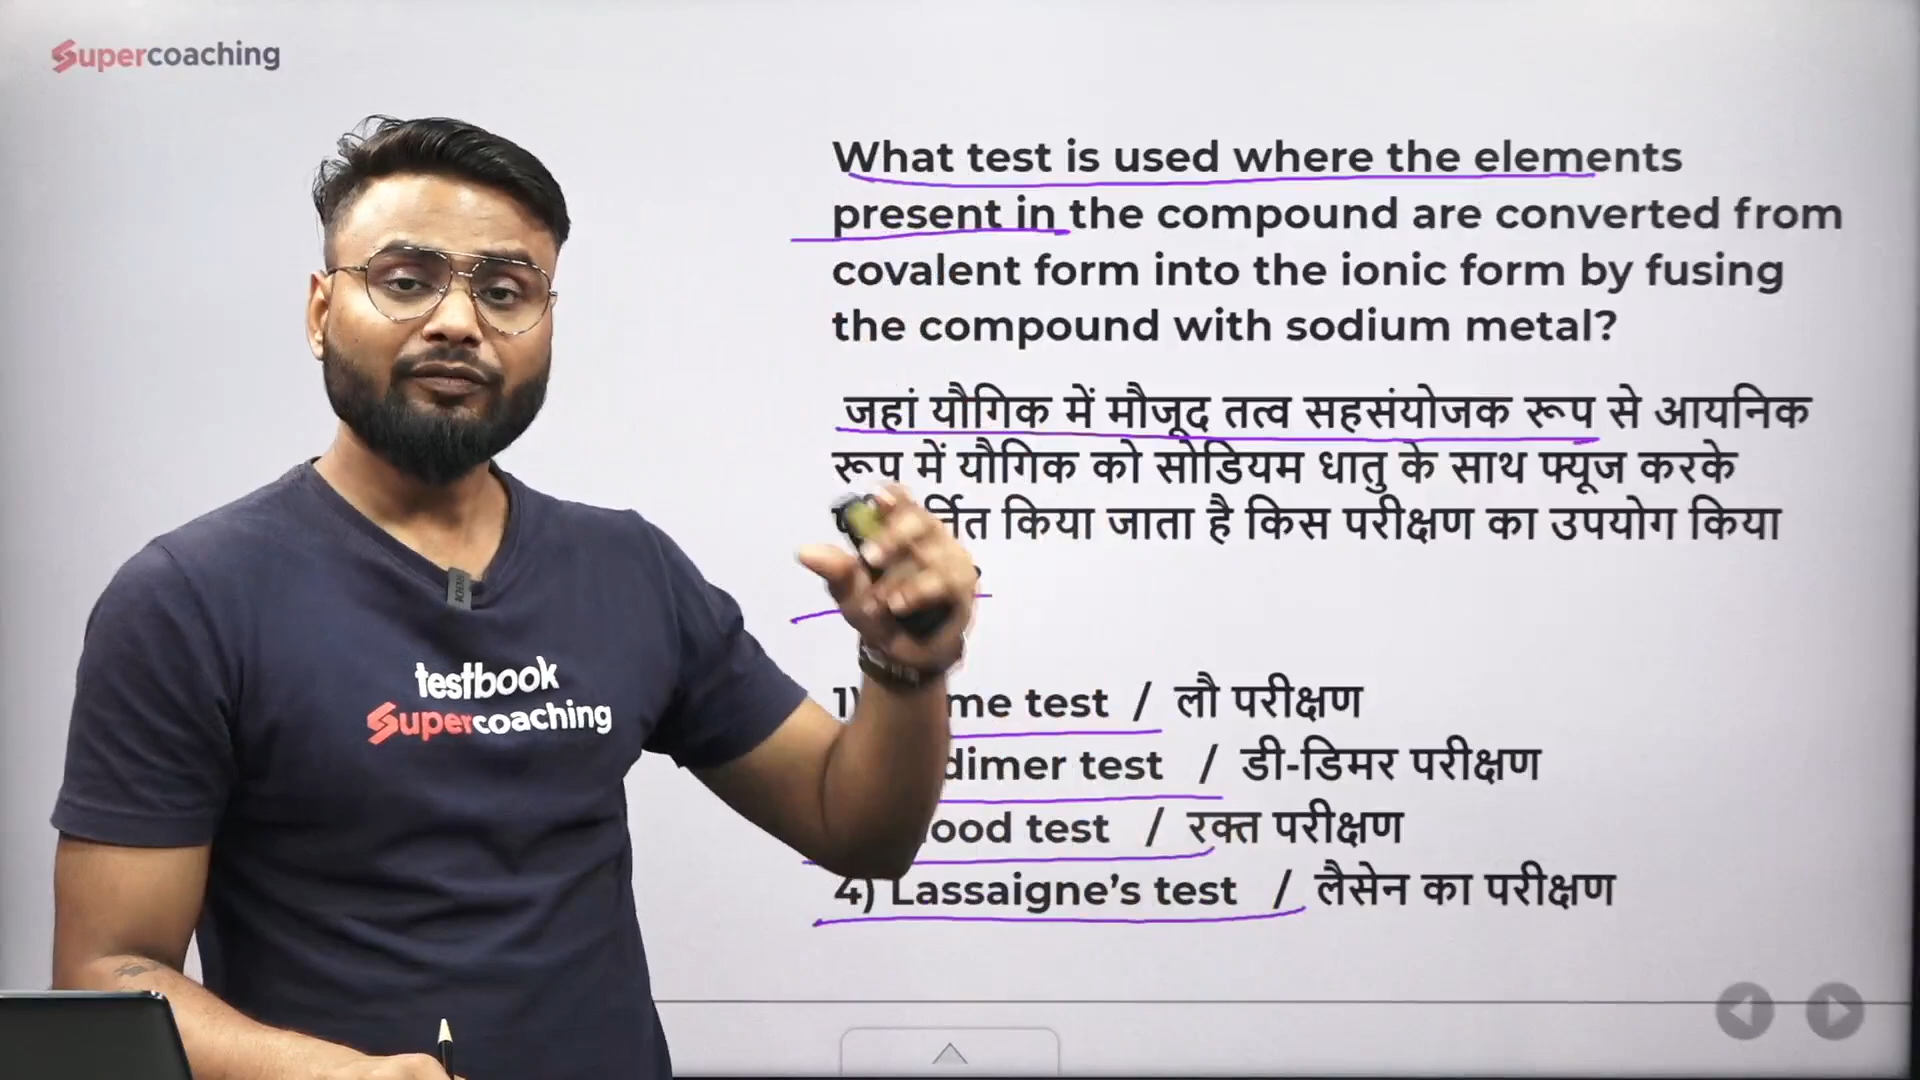 Supercoaching
What test is used where the elements
present in the compound are converted from
covalent form into the ionic form by fusing
the compound with sodium metal?
जहां यौगिक में मौजूद तत्व सहसंयोजक रूप से आयनिक
रूप में यौगिक को सोडियम धातु के साथ फ्यूज करके
किया जाता है किस परीक्षण का उपयोग किया
test / लौ परीक्षण
dimer test / डी-डिमर परीक्षण
test / रक्त परीक्षण
4) Lassaigne’s test / लैसेन का परीक्षण
testbook
Supercoaching